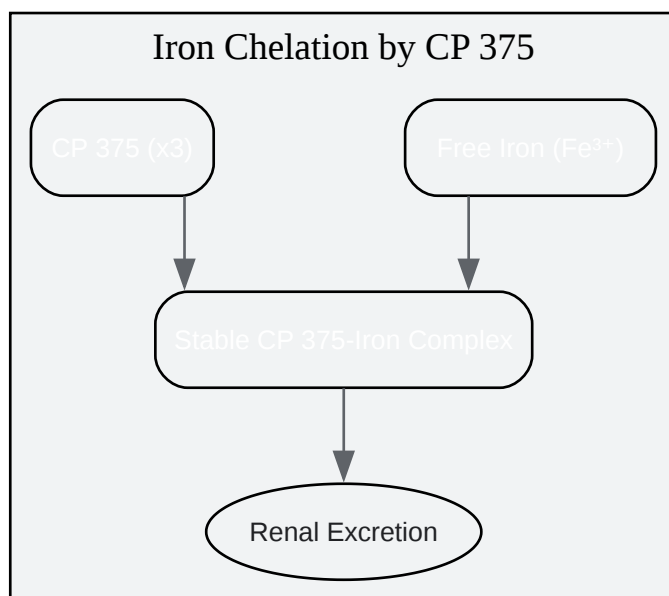 Iron Chelation by CP 375
CP 375 (x3)
Free Iron (Fe³⁺)
Stable CP 375-Iron Complex
Renal Excretion